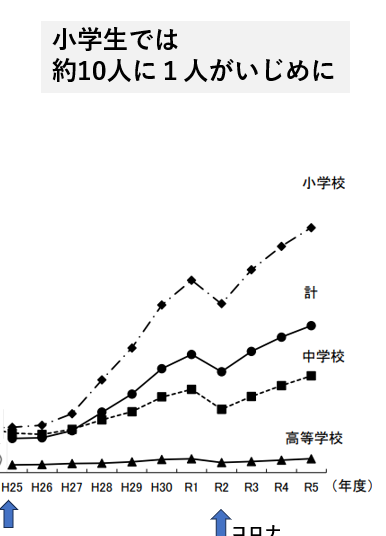 小学生では
約10人に１人がいじめに
小学校
計
中学校
高等学校
H25 H26 H27 H28 H29 H30 R1 R2 R3 R4 R5 (年度)
コロナ